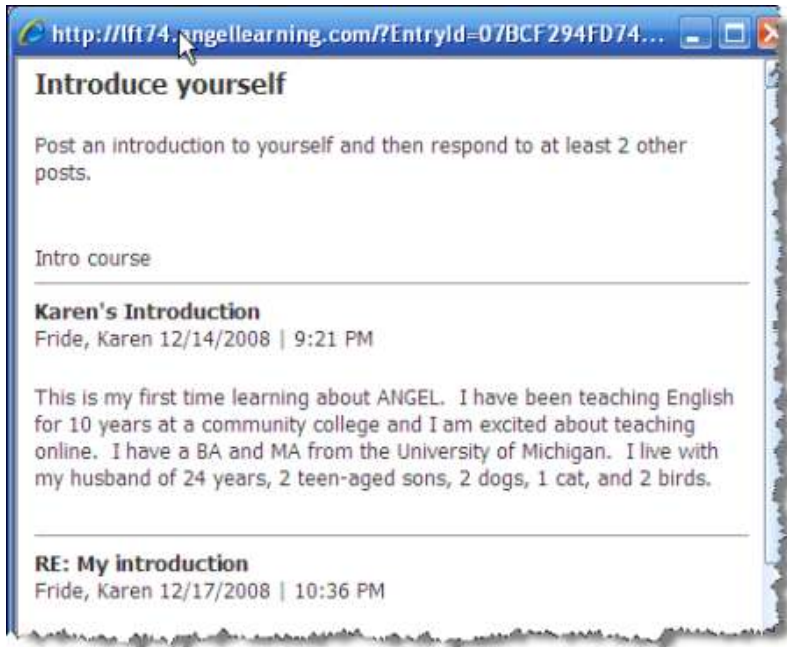 http://lft74.angellearning.com/?EntryId=07BCF294FD74...
Introduce yourself
Post an introduction to yourself and then respond to at least 2 other
posts.
Intro course
Karen's Introduction
Fride, Karen 12/14/2008 | 9:21 PM
This is my first time learning about ANGEL.  I have been teaching English
for 10 years at a community college and I am excited about teaching
online.  I have a BA and MA from the University of Michigan.  I live with
my husband of 24 years, 2 teen-aged sons, 2 dogs, 1 cat, and 2 birds.
RE: My introduction
Fride, Karen 12/17/2008 | 10:36 PM